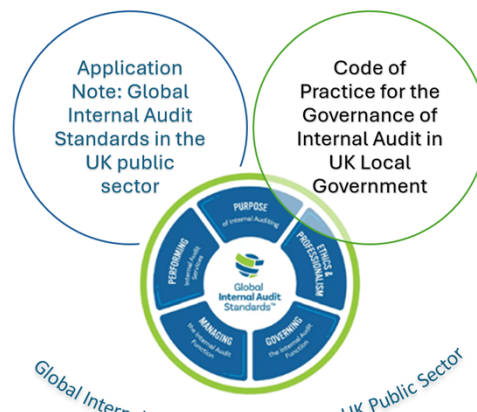 Application
Note: Global
Internal Audit
Standards in the
UK public
sector
Code of
Practice for the
Governance of
Internal Audit in
UK Local
Government
PURPOSE
of Internal Auditing
ETHICS &
PROFESSIONALISM
GOVERNING
the Internal Audit
Function
MANAGING
the Internal Audit
Function
PERFORMING
Internal Audit
Services
Global
Internal Audit
Standards™
Global
UK Public Sector